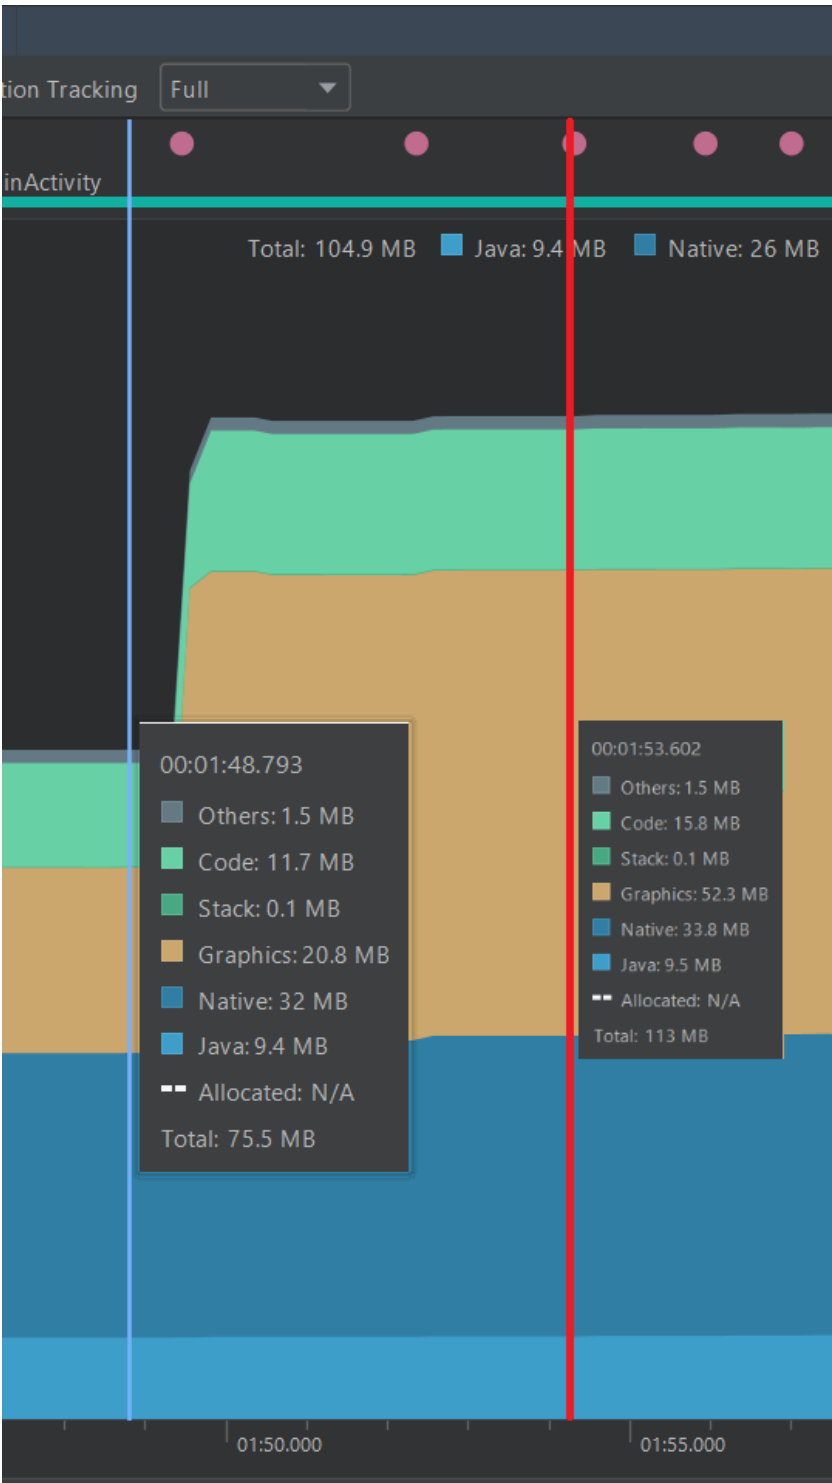 tion Tracking Full
inActivity
Total: 104.9 MB Java: 9.4 MB Native: 26 MB
00:01:48.793
Others: 1.5 MB
Code: 11.7 MB
Stack: 0.1 MB
Graphics: 20.8 MB
Native: 32 MB
Java: 9.4 MB
Allocated: N/A
Total: 75.5 MB
00:01:53.602
Others: 1.5 MB
Code: 15.8 MB
Stack: 0.1 MB
Graphics: 52.3 MB
Native: 33.8 MB
Java: 9.5 MB
Allocated: N/A
Total: 113 MB
01:50.000 01:55.000